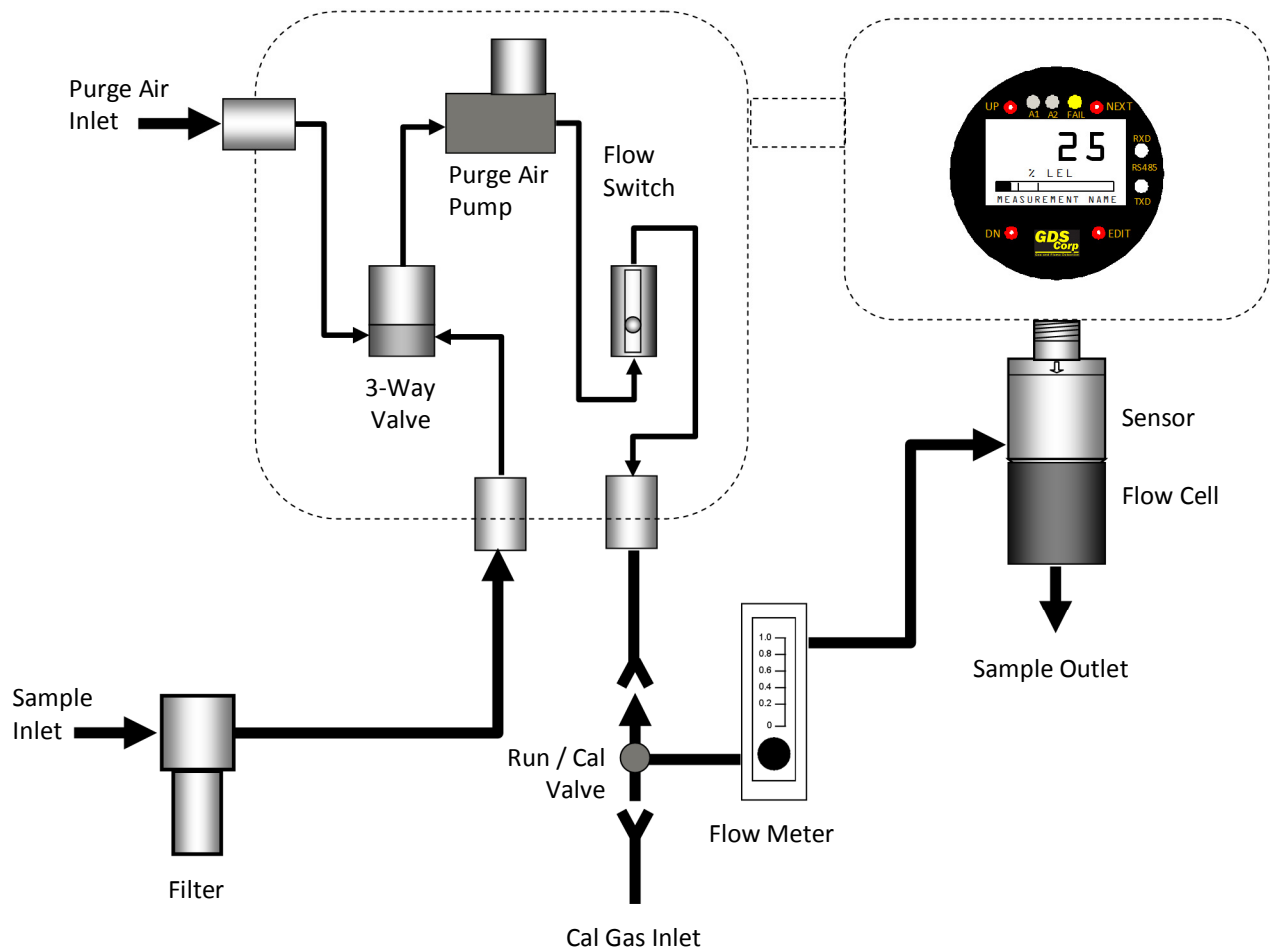 Purge Air
Inlet
Purge Air
Pump
Flow
Switch
3-Way
Valve
UP
A1
A2
FAIL
NEXT
25
% LEL
MEASUREMENT NAME
RXD
RS485
TXD
DN
GDS
Corp
EDIT
Sensor
Flow Cell
Sample Outlet
Sample
Inlet
Filter
Run / Cal
Valve
1.0
0.8
0.6
0.4
0.2
0
Flow Meter
Cal Gas Inlet